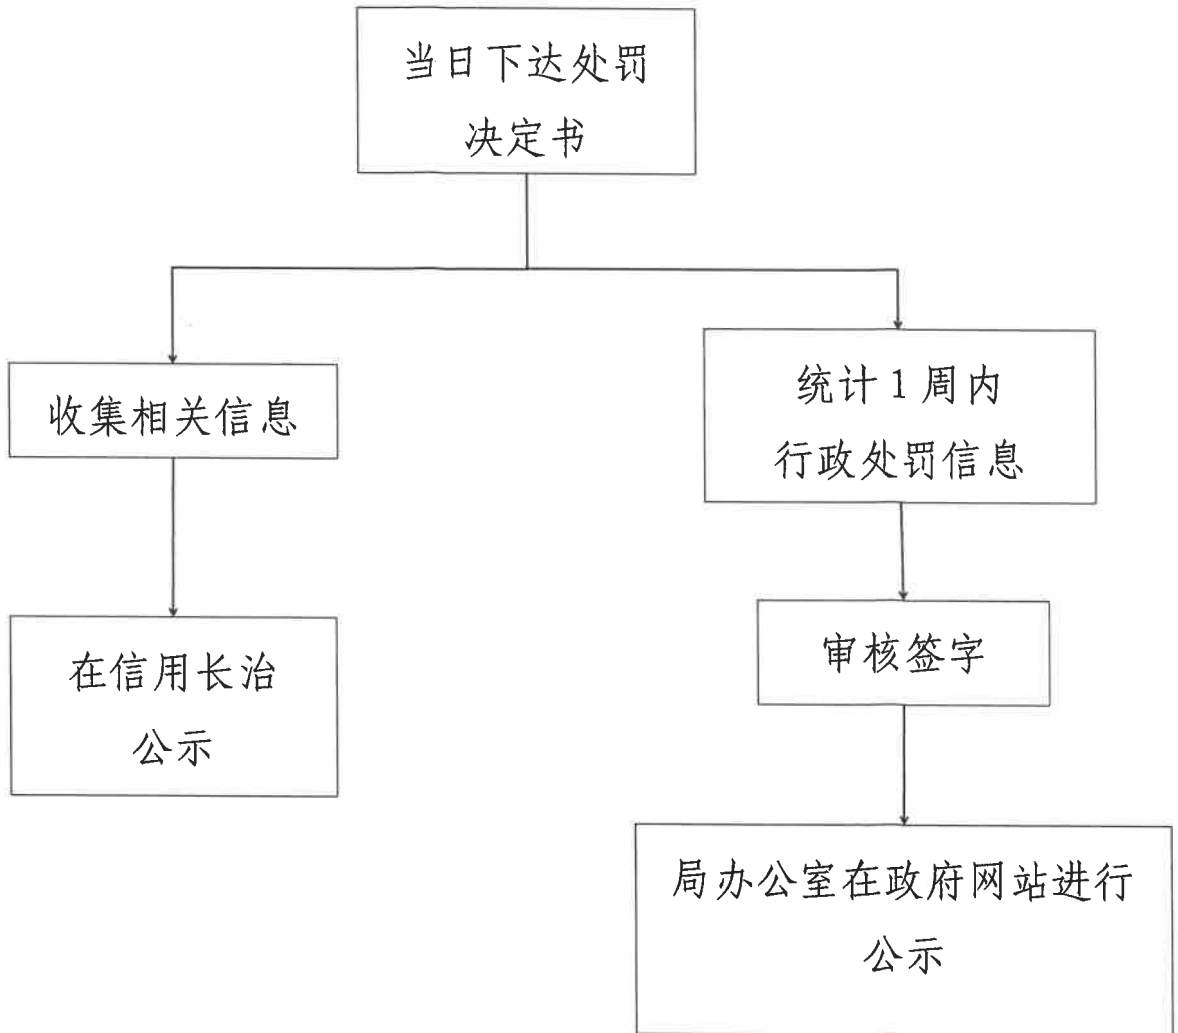 当日下达处罚
决定书
收集相关信息
统计1周内
行政处罚信息
在信用长治
公示
审核签字
局办公室在政府网站进行
公示